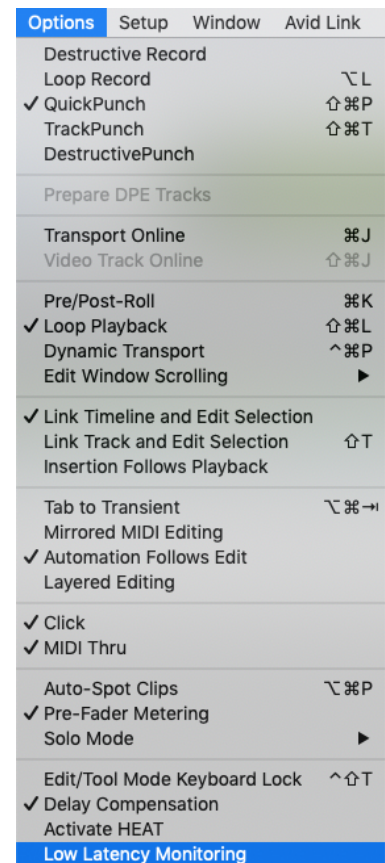 Options Setup Window Avid Link
Destructive Record
Loop Record ⌥L
✓ QuickPunch ⇧⌘P
TrackPunch ⇧⌘T
DestructivePunch
Prepare DPE Tracks
Transport Online ⌘J
Video Track Online ⇧⌘J
Pre/Post-Roll ⌘K
✓ Loop Playback ⇧⌘L
Dynamic Transport ^⌘P
Edit Window Scrolling ▶
✓ Link Timeline and Edit Selection
Link Track and Edit Selection ⇧T
Insertion Follows Playback
Tab to Transient ⌥⌘⇥
Mirrored MIDI Editing
✓ Automation Follows Edit
Layered Editing
✓ Click
✓ MIDI Thru
Auto-Spot Clips ⌥⌘P
✓ Pre-Fader Metering
Solo Mode ▶
Edit/Tool Mode Keyboard Lock ^⇧T
✓ Delay Compensation
Activate HEAT
Low Latency Monitoring